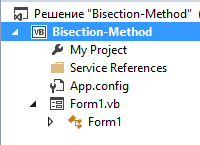 Решение "Bisection-Method"
VB Bisection-Method
My Project
Service References
App.config
Form1.vb
Form1